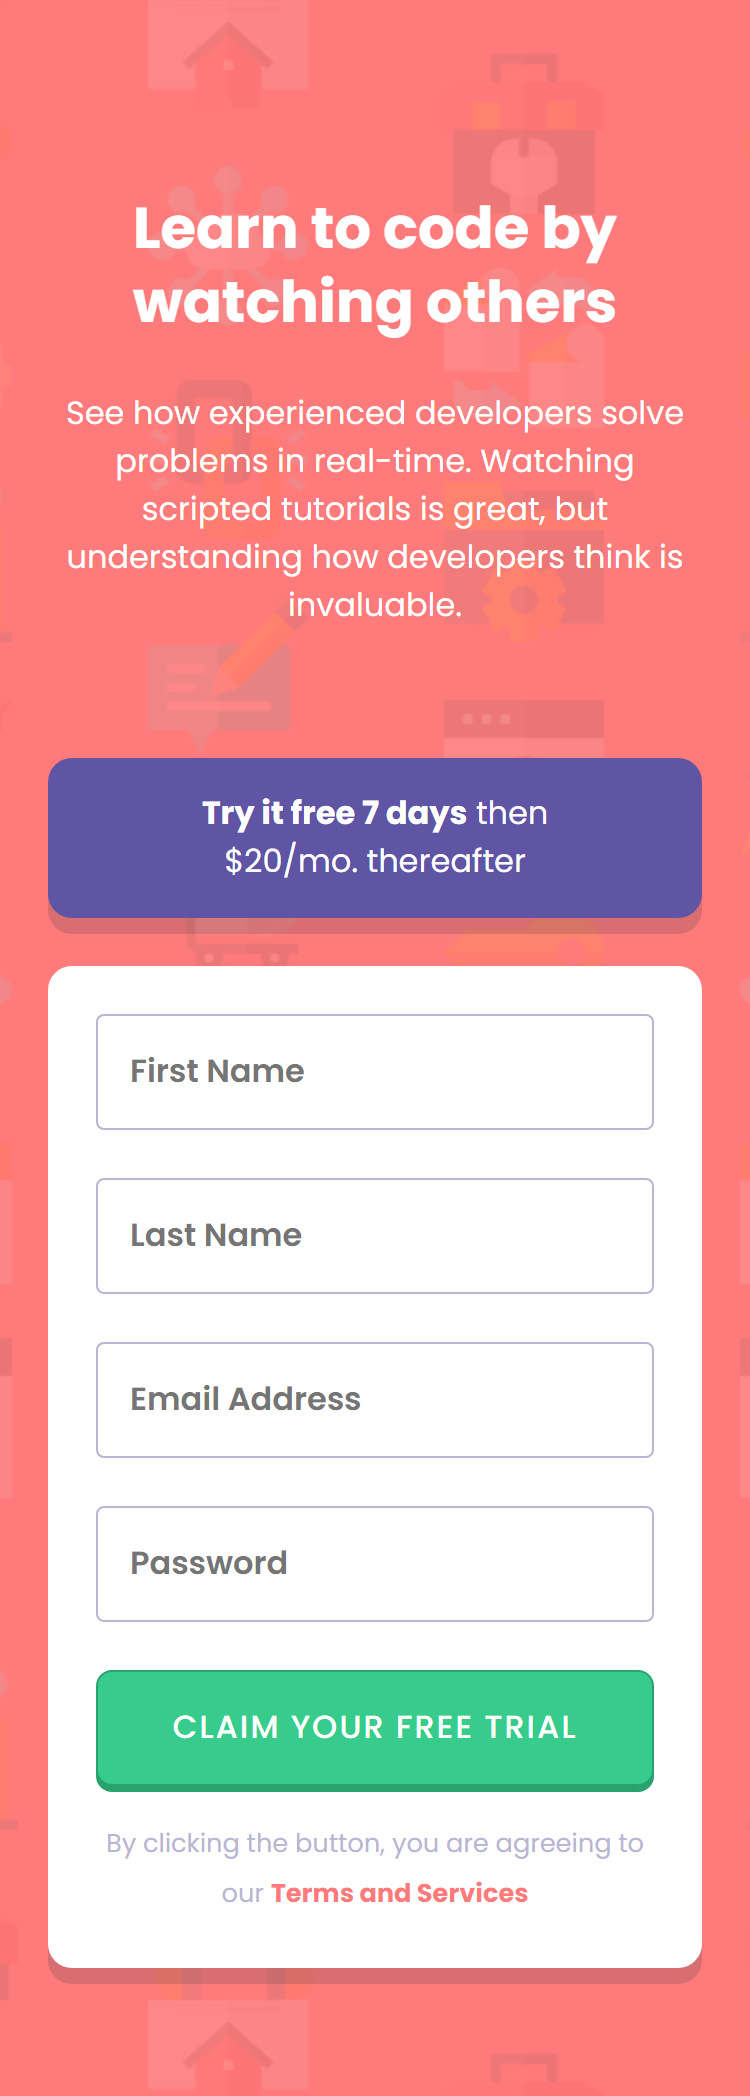 Learn to code by
watching others
See how experienced developers solve
problems in real-time. Watching
scripted tutorials is great, but
understanding how developers think is
invaluable.
Try it free 7 days then
$20/mo. thereafter
First Name
Last Name
Email Address
Password
CLAIM YOUR FREE TRIAL
By clicking the button, you are agreeing to
our Terms and Services